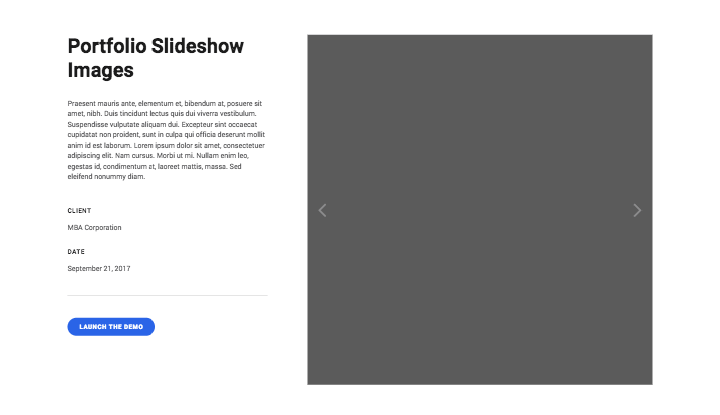 Portfolio Slideshow
Images
Praesent mauris ante, elementum et, bibendum at, posuere sit
amet, nibh. Duis tincidunt lectus quis dui viverra vestibulum.
Suspendisse vulputate aliquam dui. Excepteur sint occaecat
cupidatat non proident, sunt in culpa qui officia deserunt mollit
anim id est laborum. Lorem ipsum dolor sit amet, consectetuer
adipiscing elit. Nam cursus. Morbi ut mi. Nullam enim leo,
egestas id, condimentum at, laoreet mattis, massa. Sed
eleifend nonummy diam.
CLIENT
MBA Corporation
DATE
September 21, 2017
LAUNCH THE DEMO